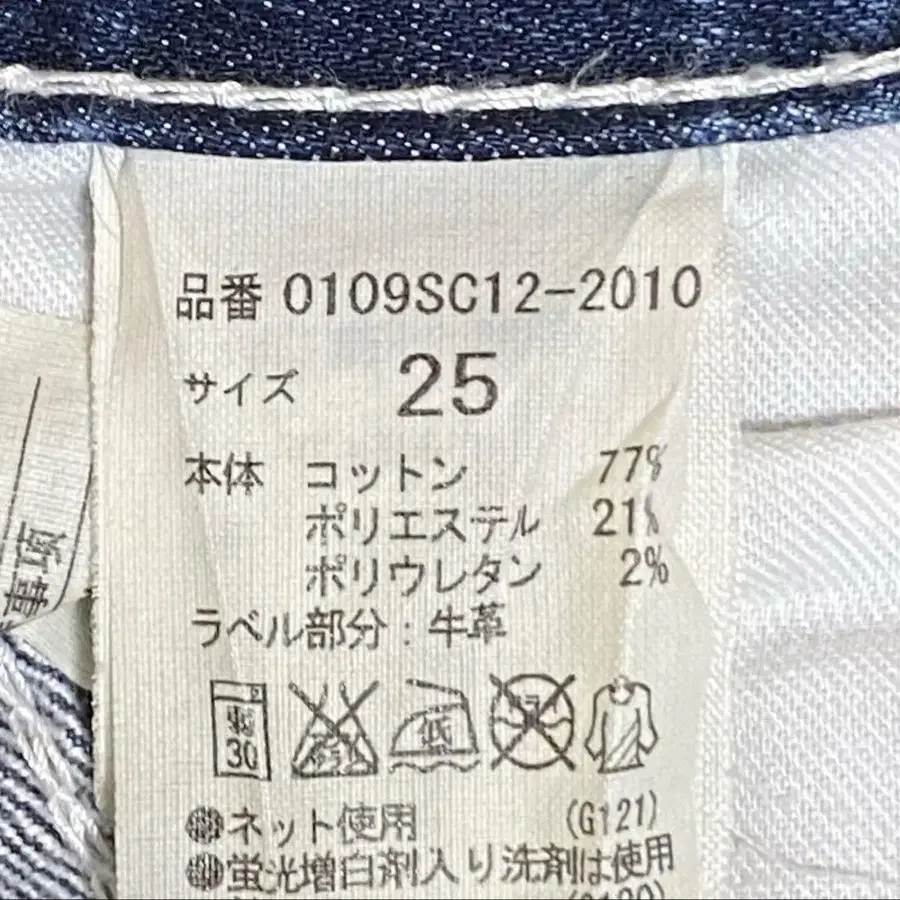 品番 0109SC12-2010
サイズ 25
本体 コットン 77%
ポリエステル 21%
ポリウレタン 2%
ラベル部分:牛革
30 低
ネット使用 (G121)
蛍光増白剤入り洗剤は使用